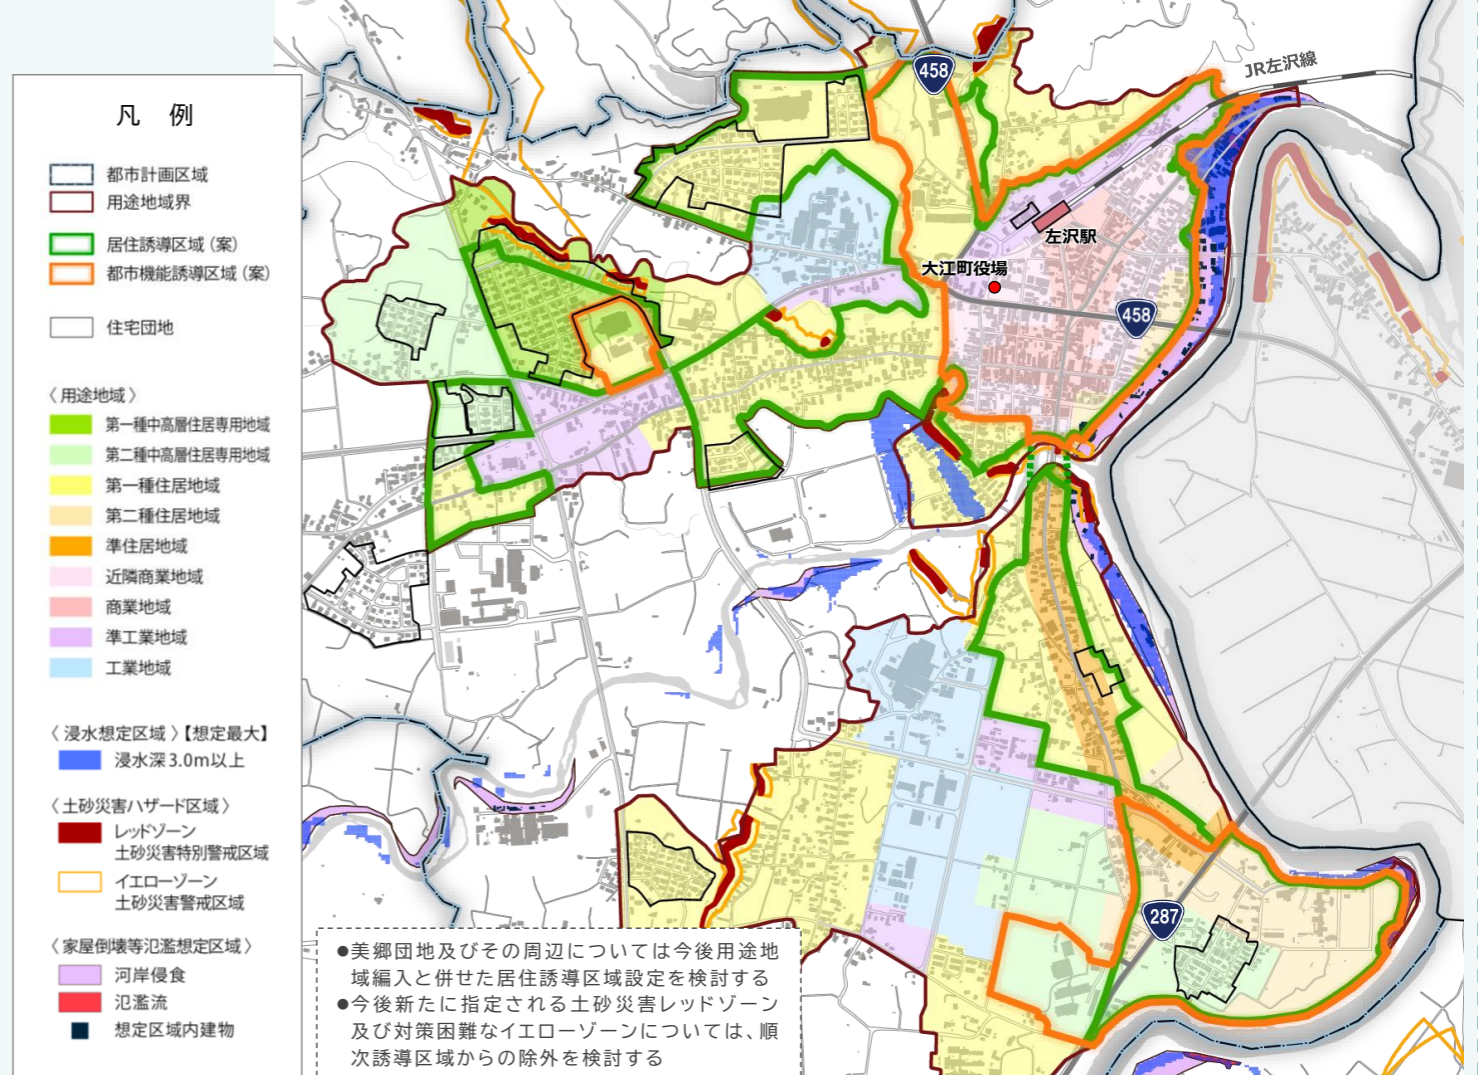 凡 例
都市計画区域
用途地域界
居住誘導区域（案）
都市機能誘導区域（案）
住宅団地
〈用途地域〉
第一種中高層住居専用地域
第二種中高層住居専用地域
第一種住居地域
第二種住居地域
準住居地域
近隣商業地域
商業地域
準工業地域
工業地域
〈浸水想定区域〉【想定最大】
浸水深3.0m以上
〈土砂災害ハザード区域〉
レッドゾーン
土砂災害特別警戒区域
イエローゾーン
土砂災害警戒区域
〈家屋倒壊等氾濫想定区域〉
河岸侵食
氾濫流
想定区域内建物
458
JR左沢線
左沢駅
大江町役場
458
287
●美郷団地及びその周辺については今後用途地
域編入と併せた居住誘導区域設定を検討する
●今後新たに指定される土砂災害レッドゾーン
及び対策困難なイエローゾーンについては、順
次誘導区域からの除外を検討する